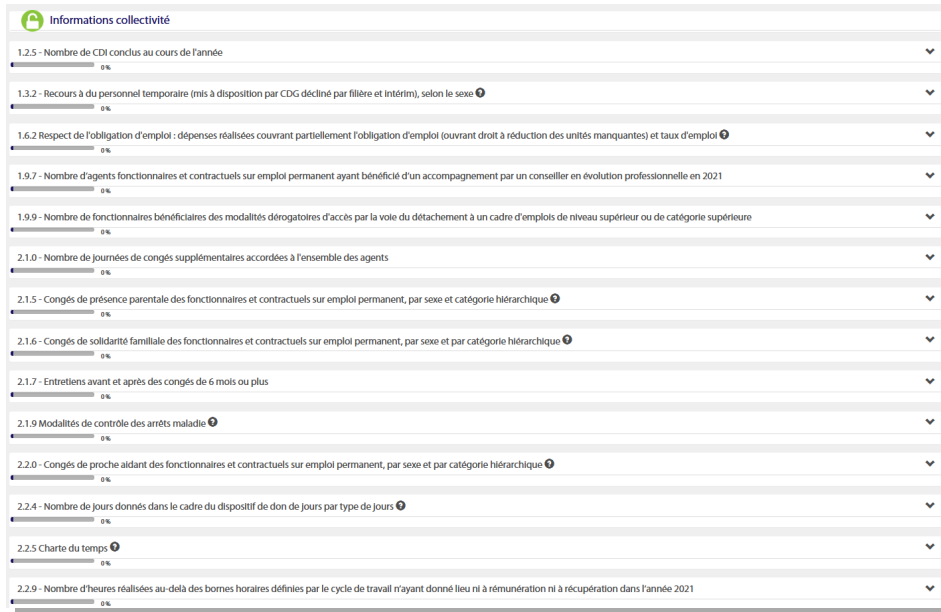 Informations collectivité
1.2.5 - Nombre de CDI conclus au cours de l'année
0%
1.3.2 - Recours à du personnel temporaire (mis à disposition par CDG décliné par filière et intérim), selon le sexe ?
0%
1.6.2 Respect de l'obligation d'emploi : dépenses réalisées couvrant partiellement l'obligation d'emploi (ouvrant droit à réduction des unités manquantes) et taux d'emploi ?
0%
1.9.7 - Nombre d'agents fonctionnaires et contractuels sur emploi permanent ayant bénéficié d'un accompagnement par un conseiller en évolution professionnelle en 2021
0%
1.9.9 - Nombre de fonctionnaires bénéficiaires des modalités dérogatoires d'accès par la voie du détachement à un cadre d'emplois de niveau supérieur ou de catégorie supérieure
0%
2.1.0 - Nombre de journées de congés supplémentaires accordées à l'ensemble des agents
0%
2.1.5 - Congés de présence parentale des fonctionnaires et contractuels sur emploi permanent, par sexe et catégorie hiérarchique ?
0%
2.1.6 - Congés de solidarité familiale des fonctionnaires et contractuels sur emploi permanent, par sexe et par catégorie hiérarchique ?
0%
2.1.7 - Entretiens avant et après des congés de 6 mois ou plus
0%
2.1.9 Modalités de contrôle des arrêts maladie ?
0%
2.2.0 - Congés de proche aidant des fonctionnaires et contractuels sur emploi permanent, par sexe et par catégorie hiérarchique ?
0%
2.2.4 - Nombre de jours donnés dans le cadre du dispositif de don de jours par type de jours ?
0%
2.2.5 Charte du temps ?
0%
2.2.9 - Nombre d'heures réalisées au-delà des bornes horaires définies par le cycle de travail n'ayant donné lieu ni à rémunération ni à récupération dans l'année 2021
0%